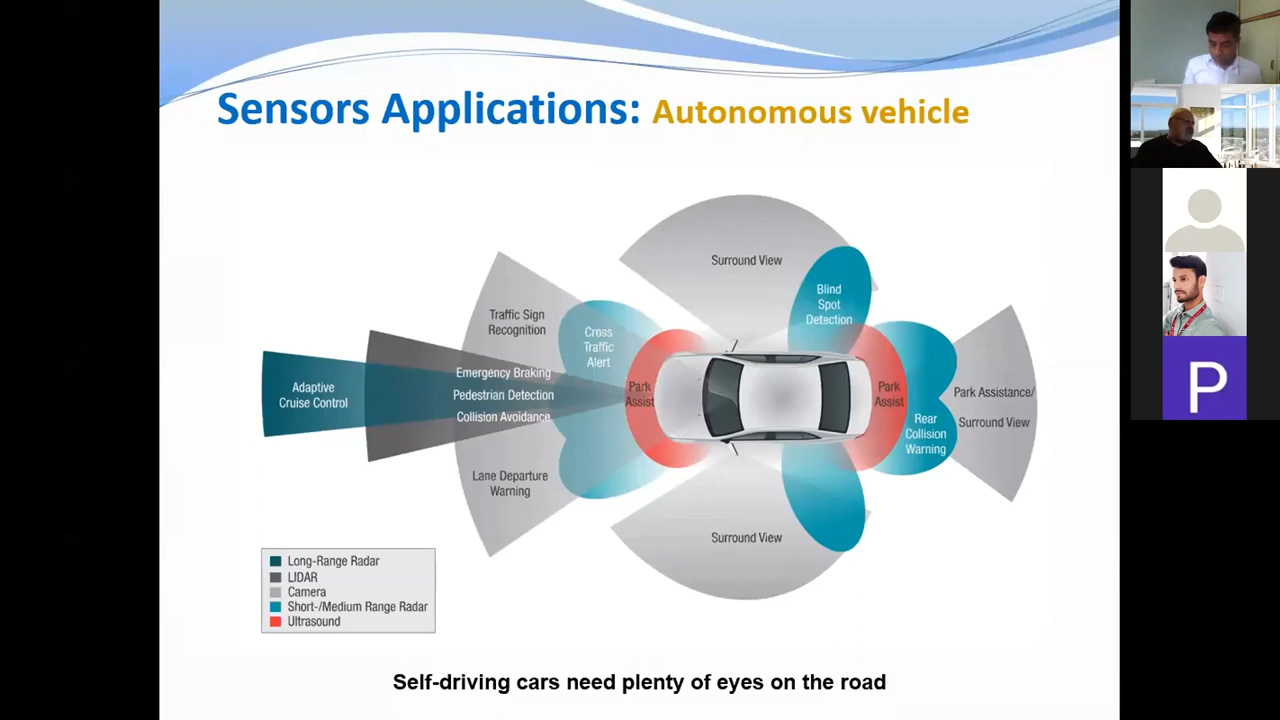 Sensors Applications: Autonomous vehicle
Surround View
Blind
Spot
Detection
Traffic Sign
Recognition
Cross
Traffic
Alert
Adaptive
Cruise Control
Emergency Braking
Pedestrian Detection
Collision Avoidance
Park
Assist
Park
Assist
Park Assistance/
Surround View
Rear
Collision
Warning
Lane Departure
Warning
Surround View
Long-Range Radar
LIDAR
Camera
Short-/Medium Range Radar
Ultrasound
Self-driving cars need plenty of eyes on the road
P